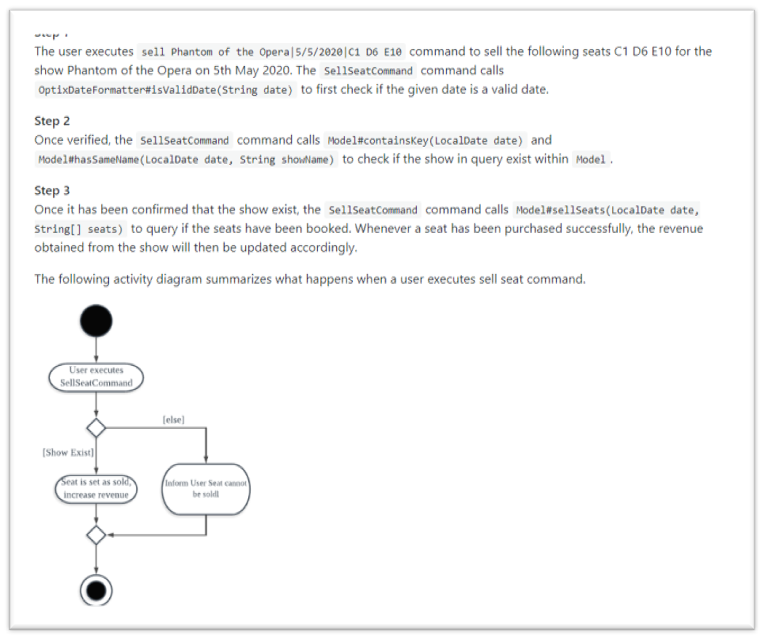 The user executes sell Phantom of the Opera|5/5/2020|C1 D6 E10 command to sell the following seats C1 D6 E10 for the
show Phantom of the Opera on 5th May 2020. The SellSeatCommand command calls
OptixDateFormatter#isValidDate(String date) to first check if the given date is a valid date.
Step 2
Once verified, the SellSeatCommand command calls Model#containsKey(LocalDate date) and
Model#hasSameName(LocalDate date, String showName) to check if the show in query exist within Model .
Step 3
Once it has been confirmed that the show exist, the SellSeatCommand command calls Model#sellSeats(LocalDate date,
String[] seats) to query if the seats have been booked. Whenever a seat has been purchased successfully, the revenue
obtained from the show will then be updated accordingly.
The following activity diagram summarizes what happens when a user executes sell seat command.
User executes
SellSeatCommand
[else]
[Show Exist]
Seat is set as sold,
increase revenue
Inform User Seat cannot
be sold